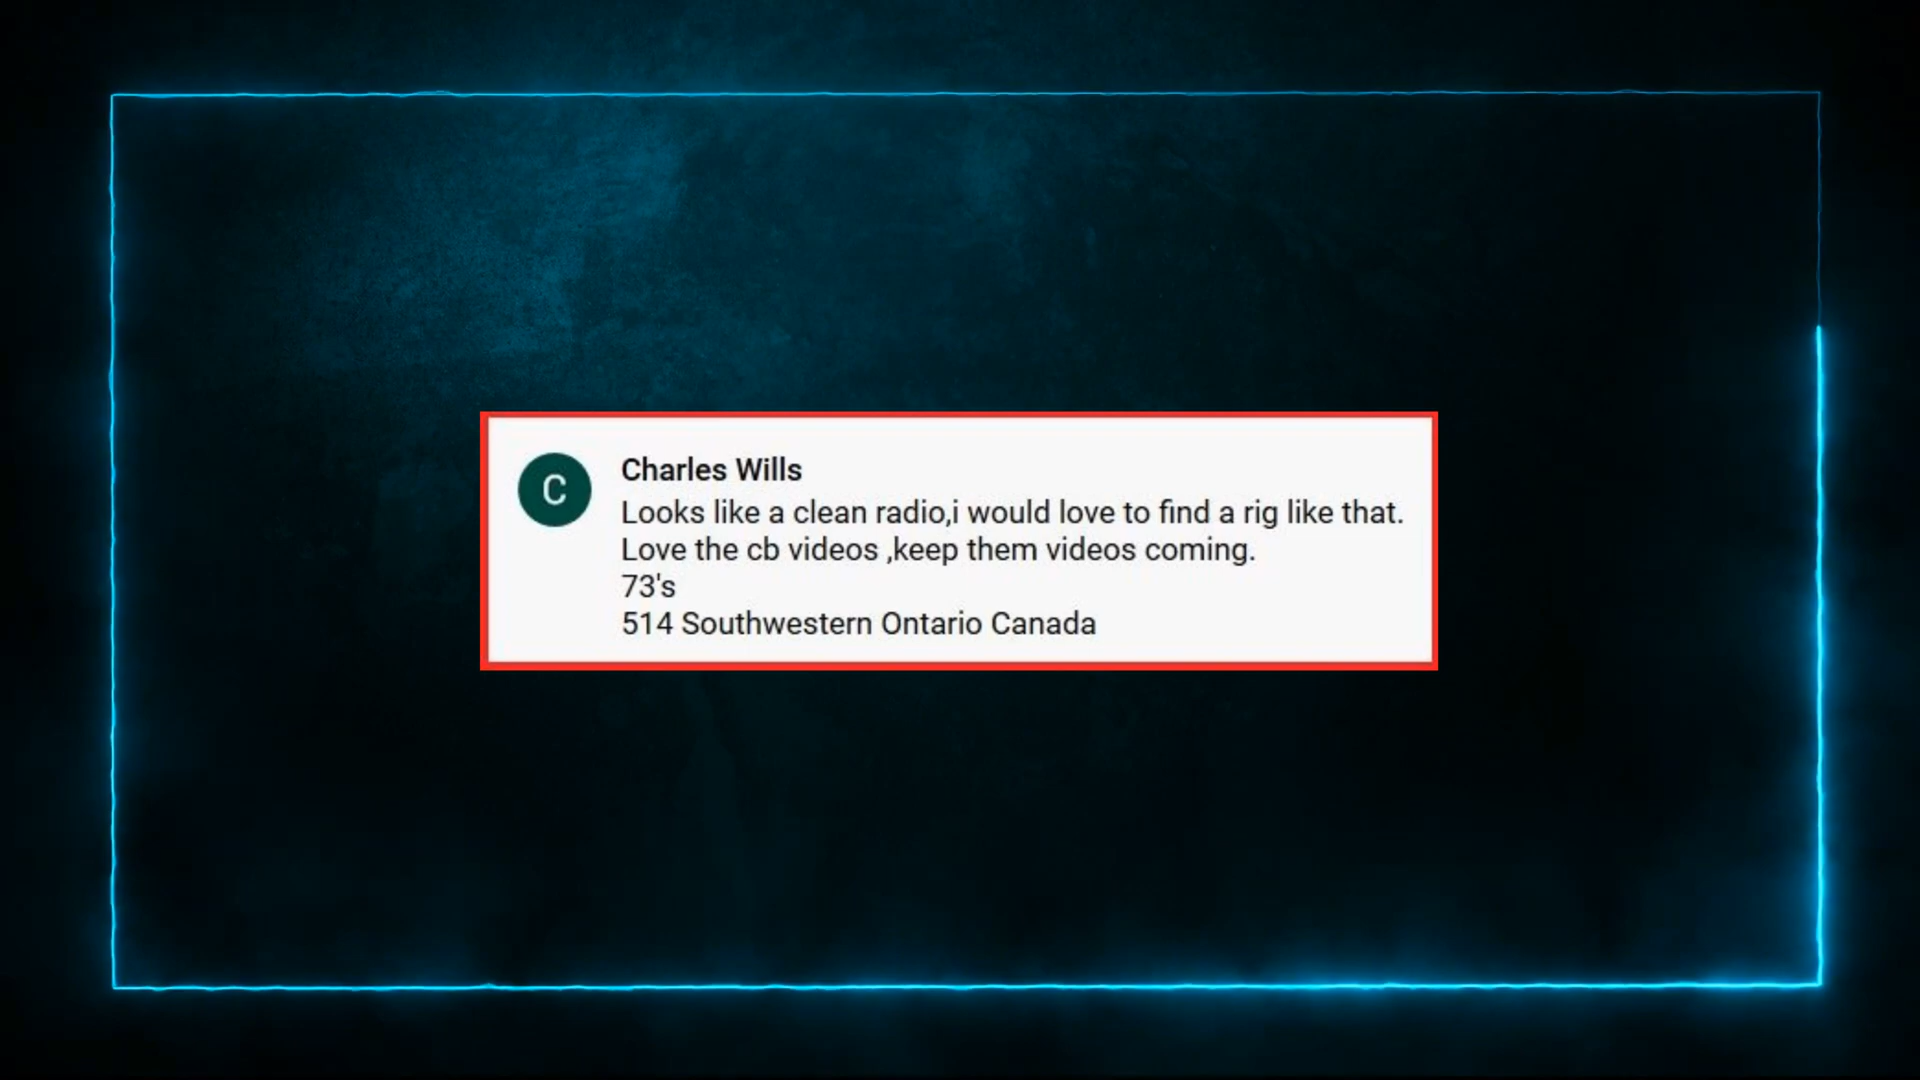 C
Charles Wills
Looks like a clean radio,i would love to find a rig like that.
Love the cb videos ,keep them videos coming.
73's
514 Southwestern Ontario Canada